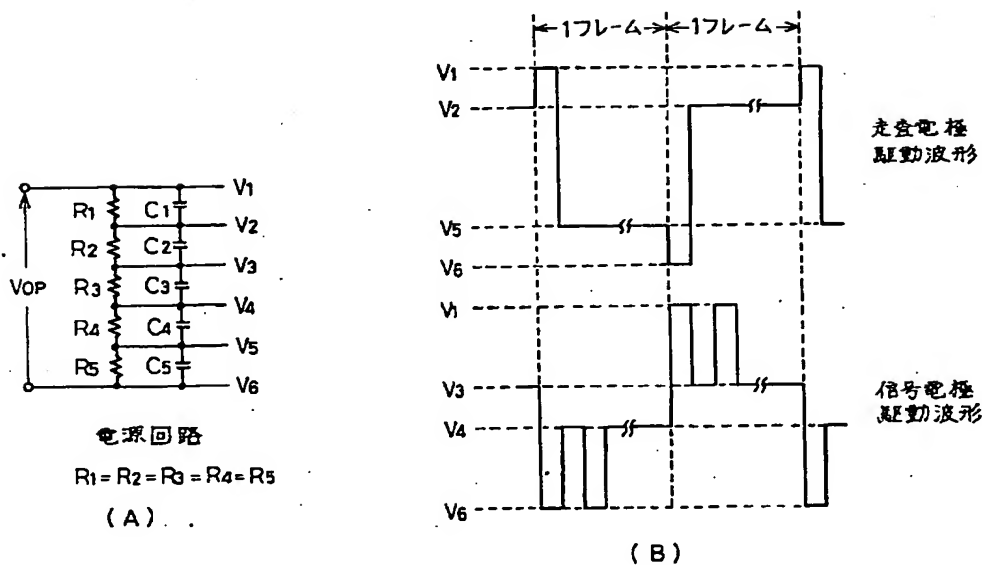 V1
R1
C1
V2
R2
C2
V3
VOP
R3
C3
V4
R4
C4
V5
R5
C5
V6
電源回路
R1=R2=R3=R4=R5
(A)
1フレーム
1フレーム
V1
V2
走査電極
駆動波形
V5
V6
V1
V3
信号電極
駆動波形
V4
V6
(B)